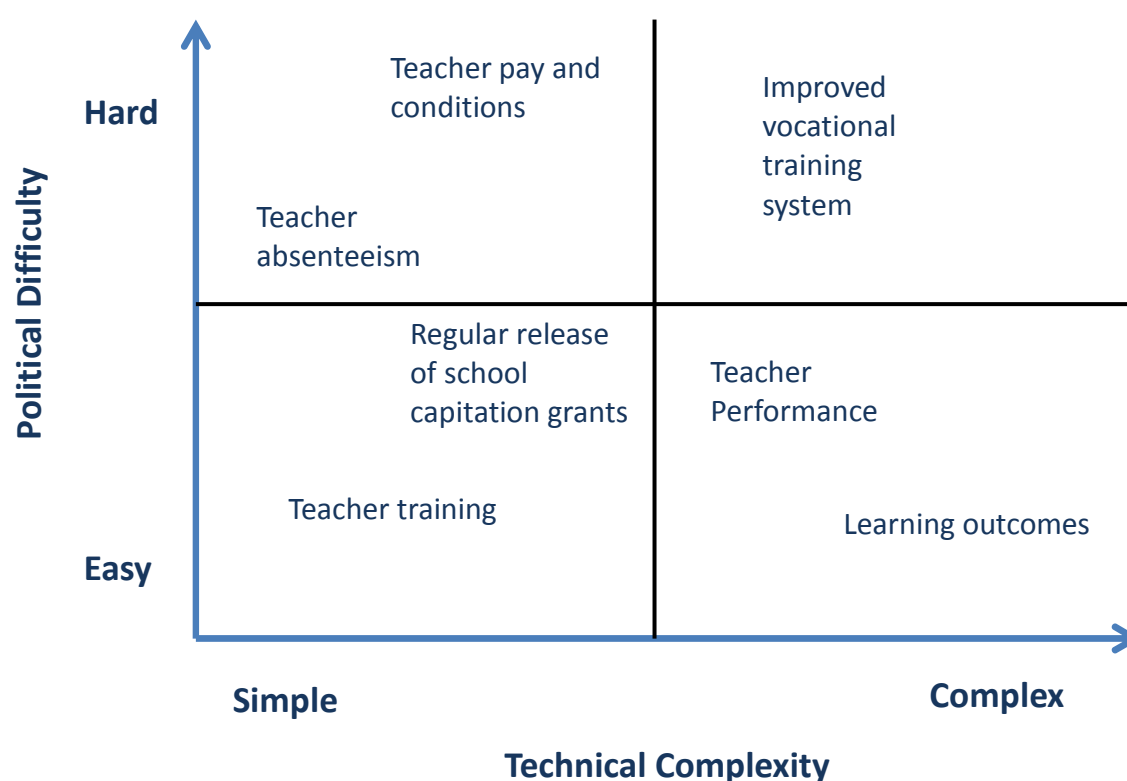 Teacher pay and
conditions
Improved
vocational
training
system
Hard
Teacher
absenteeism
Political Difficulty
Regular release
of school
capitation grants
Teacher
Performance
Teacher training
Learning outcomes
Easy
Simple
Complex
Technical Complexity